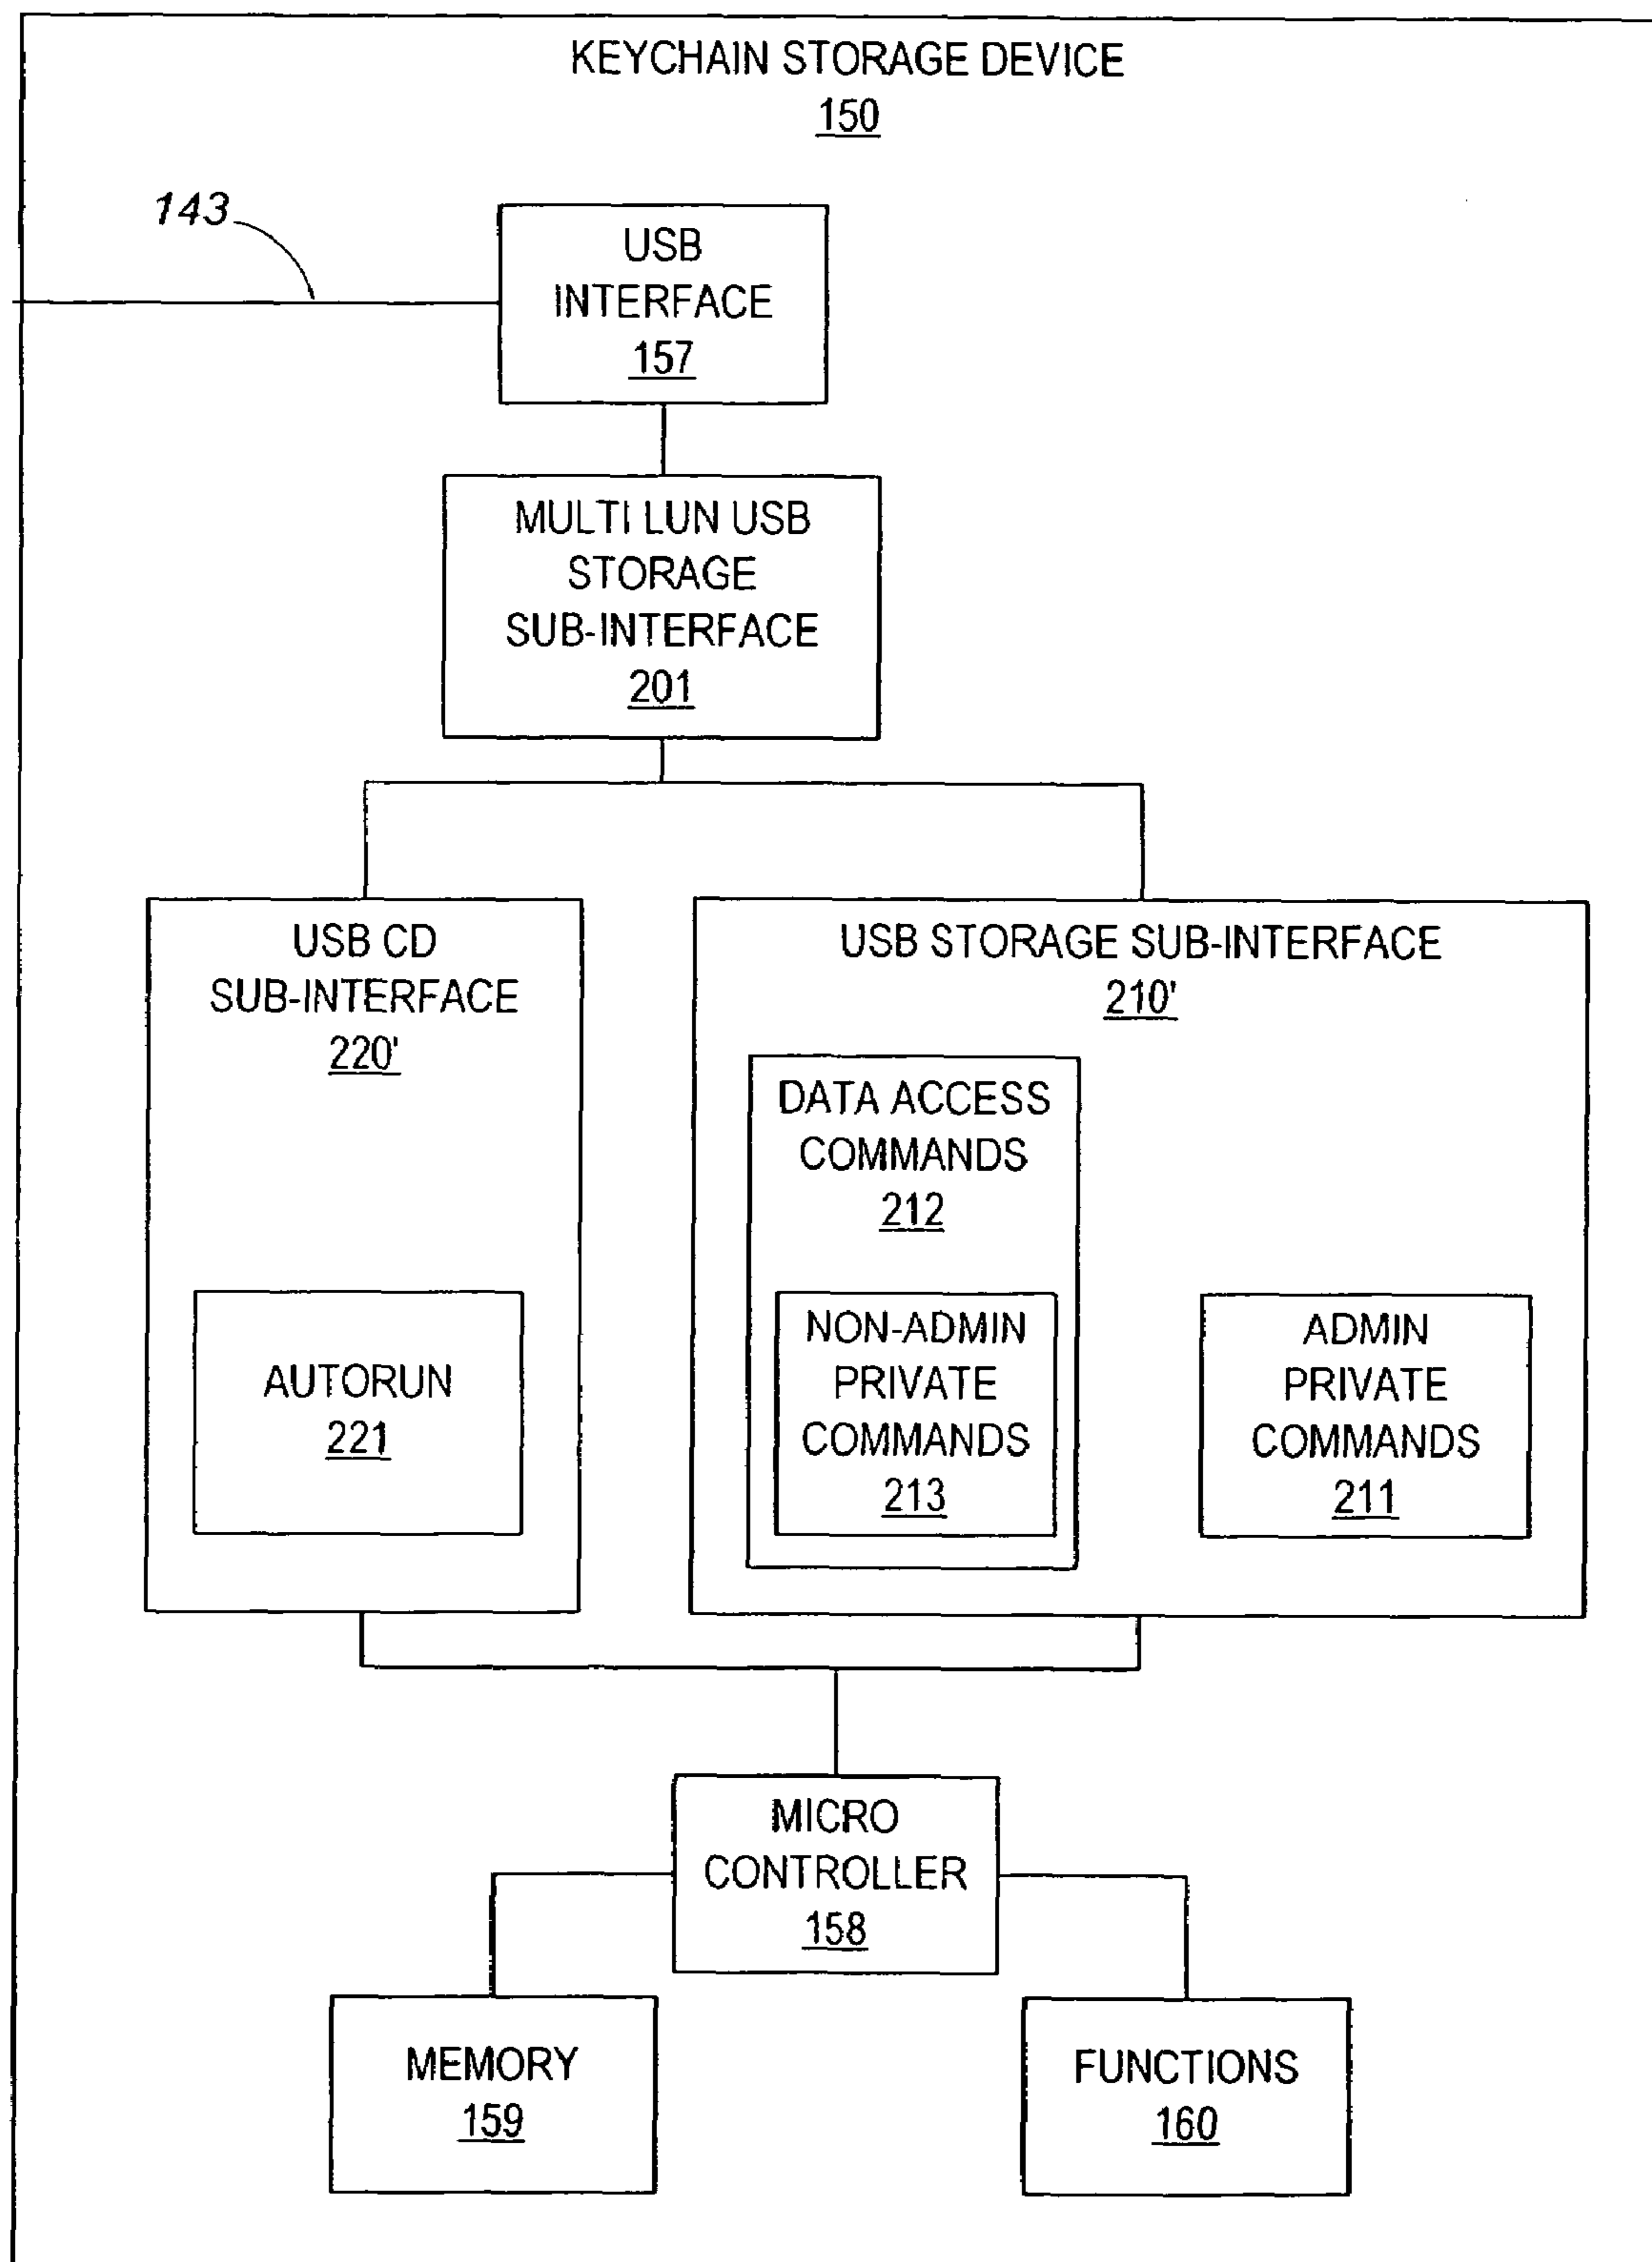 KEYCHAIN STORAGE DEVICE
150
143
USB
INTERFACE
157
MULTI LUN USB
STORAGE
SUB-INTERFACE
201
USB CD
SUB-INTERFACE
220'
AUTORUN
221
USB STORAGE SUB-INTERFACE
210'
DATA ACCESS
COMMANDS
212
NON-ADMIN
PRIVATE
COMMANDS
213
ADMIN
PRIVATE
COMMANDS
211
MICRO
CONTROLLER
158
MEMORY
159
FUNCTIONS
160